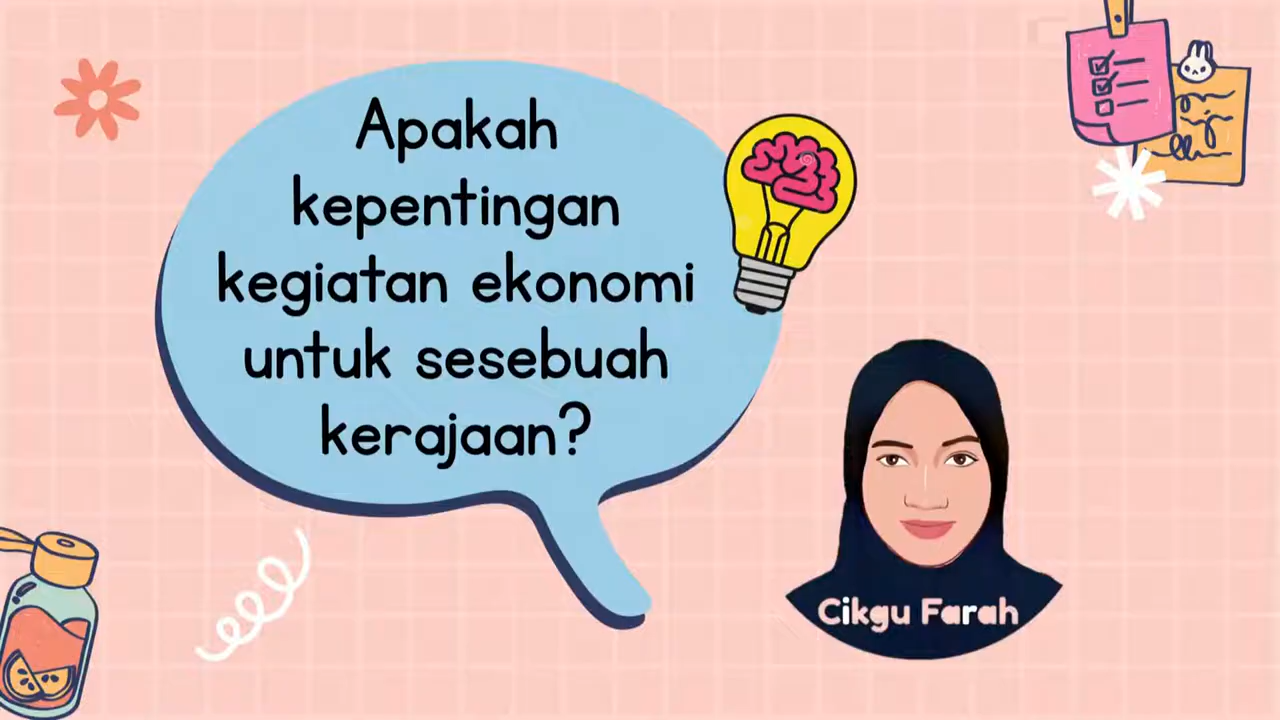 Apakah
kepentingan
kegiatan ekonomi
untuk sesebuah
kerajaan?
Cikgu Farah